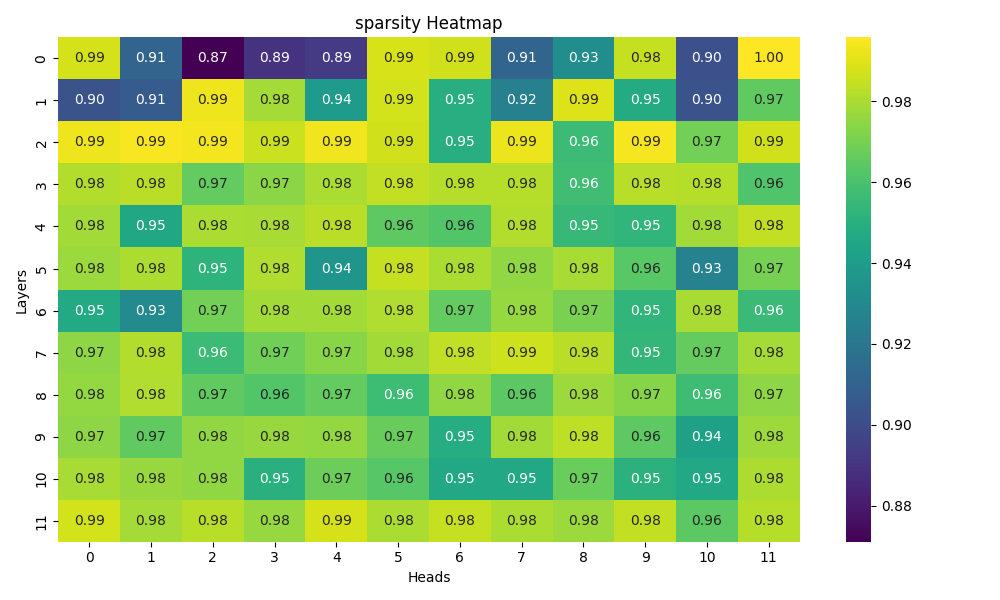 sparsity Heatmap
0 0.99 0.91 0.87 0.89 0.89 0.99 0.99 0.91 0.93 0.98 0.90 1.00
1 0.90 0.91 0.99 0.98 0.94 0.99 0.95 0.92 0.99 0.95 0.90 0.97
2 0.99 0.99 0.99 0.99 0.99 0.99 0.95 0.99 0.96 0.99 0.97 0.99
3 0.98 0.98 0.97 0.97 0.98 0.98 0.98 0.98 0.96 0.98 0.98 0.96
4 0.98 0.95 0.98 0.98 0.98 0.96 0.96 0.98 0.95 0.95 0.98 0.98
5 0.98 0.98 0.95 0.98 0.94 0.98 0.98 0.98 0.98 0.96 0.93 0.97
6 0.95 0.93 0.97 0.98 0.98 0.98 0.97 0.98 0.97 0.95 0.98 0.96
7 0.97 0.98 0.96 0.97 0.97 0.98 0.98 0.99 0.98 0.95 0.97 0.98
8 0.98 0.98 0.97 0.96 0.97 0.96 0.98 0.96 0.98 0.97 0.96 0.97
9 0.97 0.97 0.98 0.98 0.98 0.97 0.95 0.98 0.98 0.96 0.94 0.98
10 0.98 0.98 0.98 0.95 0.97 0.96 0.95 0.95 0.97 0.95 0.95 0.98
11 0.99 0.98 0.98 0.98 0.99 0.98 0.98 0.98 0.98 0.98 0.96 0.98
0 1 2 3 4 5 6 7 8 9 10 11
Heads
Layers
0.98
0.96
0.94
0.92
0.90
0.88